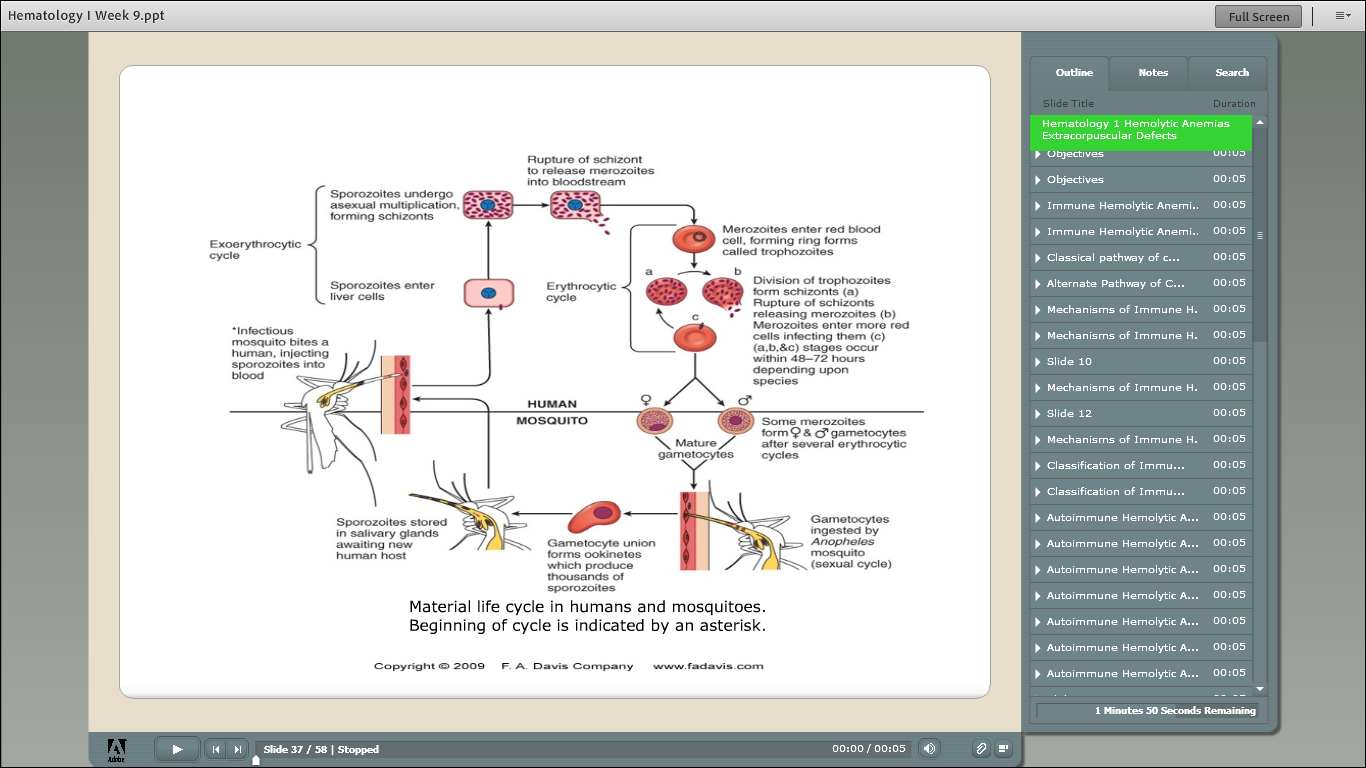 Hematology I Week 9.ppt
Full Screen
Rupture of schizont
to release merozoites
into bloodstream
Sporozoites undergo
asexual multiplication,
forming schizonts
Exoerythrocytic
cycle
Sporozoites enter
liver cells
Merozoites enter red blood
cell, forming ring forms
called trophozoites
Erythrocytic
cycle
a
b
c
Division of trophozoites
form schizonts (a)
Rupture of schizonts
releasing merozoites (b)
Merozoites enter more red
cells infecting them (c)
(a,b,&c) stages occur
within 48–72 hours
depending upon
species
*Infectious
mosquito bites a
human, injecting
sporozoites into
blood
HUMAN
MOSQUITO
♀
♂
Some merozoites
form♀& ♂ gametocytes
after several erythrocytic
cycles
Mature
gametocytes
Sporozoites stored
in salivary glands
awaiting new
human host
Gametocyte union
forms ookinetes
which produce
thousands of
sporozoites
Gametocytes
ingested by
Anopheles
mosquito
(sexual cycle)
Material life cycle in humans and mosquitoes.
Beginning of cycle is indicated by an asterisk.
Copyright © 2009 F. A. Davis Company www.fadavis.com
Outline Notes Search
Slide Title Duration
Hematology 1 Hemolytic Anemias
Extracorpuscular Defects
Objectives 00:05
Objectives 00:05
Immune Hemolytic Anemi.. 00:05
Immune Hemolytic Anemi.. 00:05
Classical pathway of c... 00:05
Alternate Pathway of C... 00:05
Mechanisms of Immune H. 00:05
Mechanisms of Immune H. 00:05
Slide 10 00:05
Mechanisms of Immune H. 00:05
Slide 12 00:05
Mechanisms of Immune H. 00:05
Classification of Immu... 00:05
Classification of Immu... 00:05
Autoimmune Hemolytic A... 00:05
Autoimmune Hemolytic A... 00:05
Autoimmune Hemolytic A... 00:05
Autoimmune Hemolytic A... 00:05
Autoimmune Hemolytic A... 00:05
Autoimmune Hemolytic A... 00:05
Autoimmune Hemolytic A... 00:05
1 Minutes 50 Seconds Remaining
Adobe
Slide 37 / 58 | Stopped
00:00 / 00:05